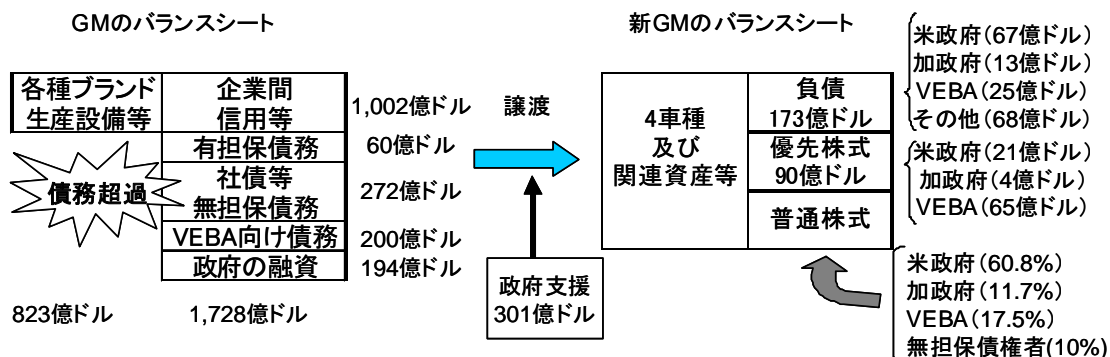 GMのバランスシート
各種ブランド
生産設備等
債務超過
企業間
信用等
有担保債務
社債等
無担保債務
VEBA向け債務
政府の融資
1,002億ドル
60億ドル
272億ドル
200億ドル
194億ドル
823億ドル
1,728億ドル
譲渡
政府支援
301億ドル
新GMのバランスシート
4車種
及び
関連資産等
負債
173億ドル
優先株式
90億ドル
普通株式
米政府(67億ドル)
加政府(13億ドル)
VEBA(25億ドル)
その他(68億ドル)
米政府(21億ドル)
加政府(4億ドル)
VEBA(65億ドル)
米政府(60.8%)
加政府(11.7%)
VEBA(17.5%)
無担保債権者(10%)